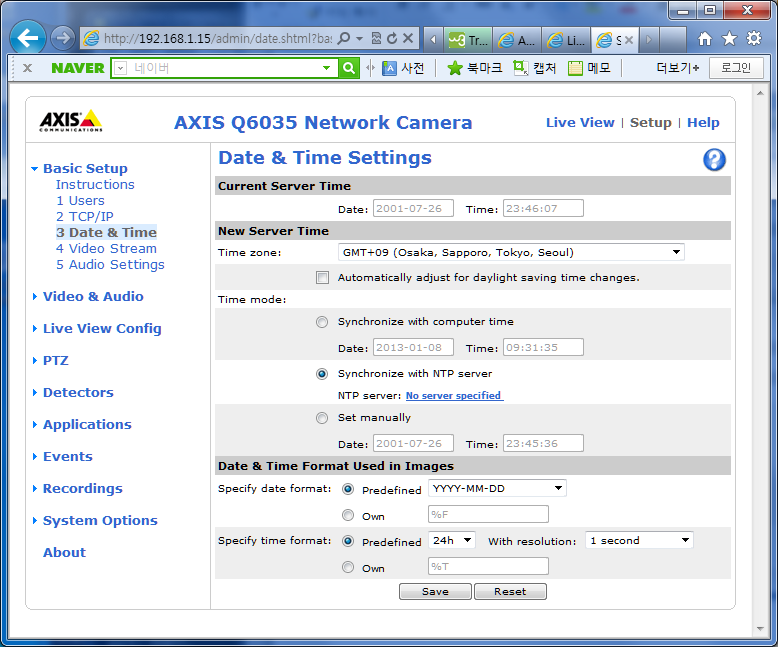 http://192.168.1.15/admin/date.shtml?ba:
Tr...
A...
Li...
S
x NAVER 네이버 사전 북마크 캡처 메모 더보기+ 로그인
AXIS
COMMUNICATIONS
AXIS Q6035 Network Camera
Live View | Setup | Help
Basic Setup
Instructions
1 Users
2 TCP/IP
3 Date & Time
4 Video Stream
5 Audio Settings
Video & Audio
Live View Config
PTZ
Detectors
Applications
Events
Recordings
System Options
About
Date & Time Settings
?
Current Server Time
Date: 2001-07-26 Time: 23:46:07
New Server Time
Time zone: GMT+09 (Osaka, Sapporo, Tokyo, Seoul)
Automatically adjust for daylight saving time changes.
Time mode:
Synchronize with computer time
Date: 2013-01-08 Time: 09:31:35
Synchronize with NTP server
NTP server: No server specified
Set manually
Date: 2001-07-26 Time: 23:45:36
Date & Time Format Used in Images
Specify date format: Predefined YYYY-MM-DD
Own %F
Specify time format: Predefined 24h With resolution: 1 second
Own %T
Save Reset